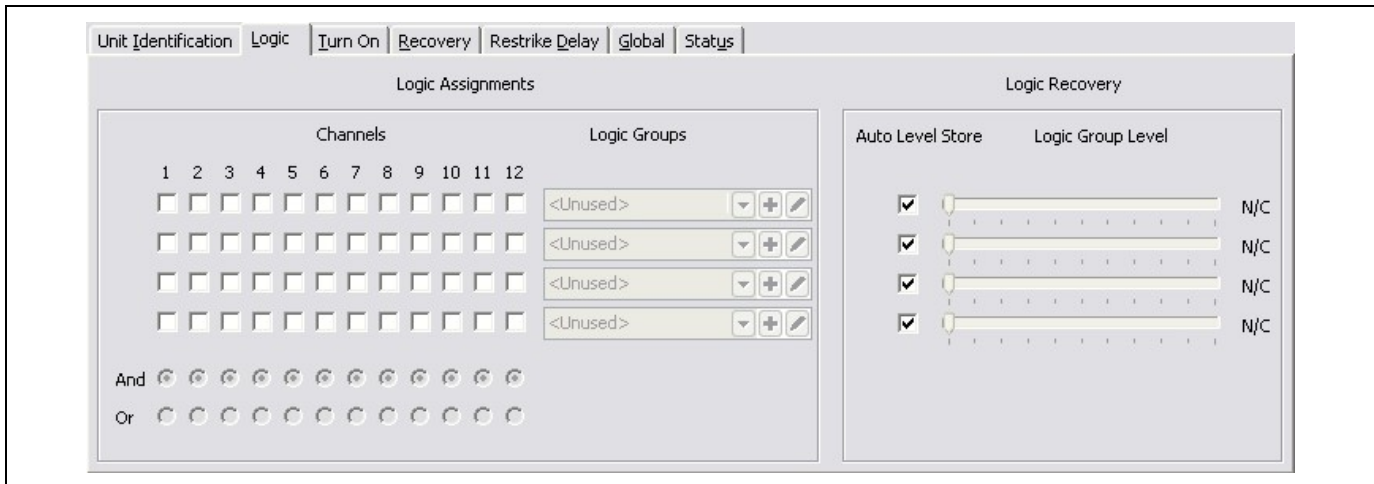 Unit Identification Logic Turn On Recovery Restrike Delay Global Status
Logic Assignments
Channels Logic Groups
1 2 3 4 5 6 7 8 9 10 11 12
<Unused>
<Unused>
<Unused>
<Unused>
And
Or
Logic Recovery
Auto Level Store Logic Group Level
N/C
N/C
N/C
N/C